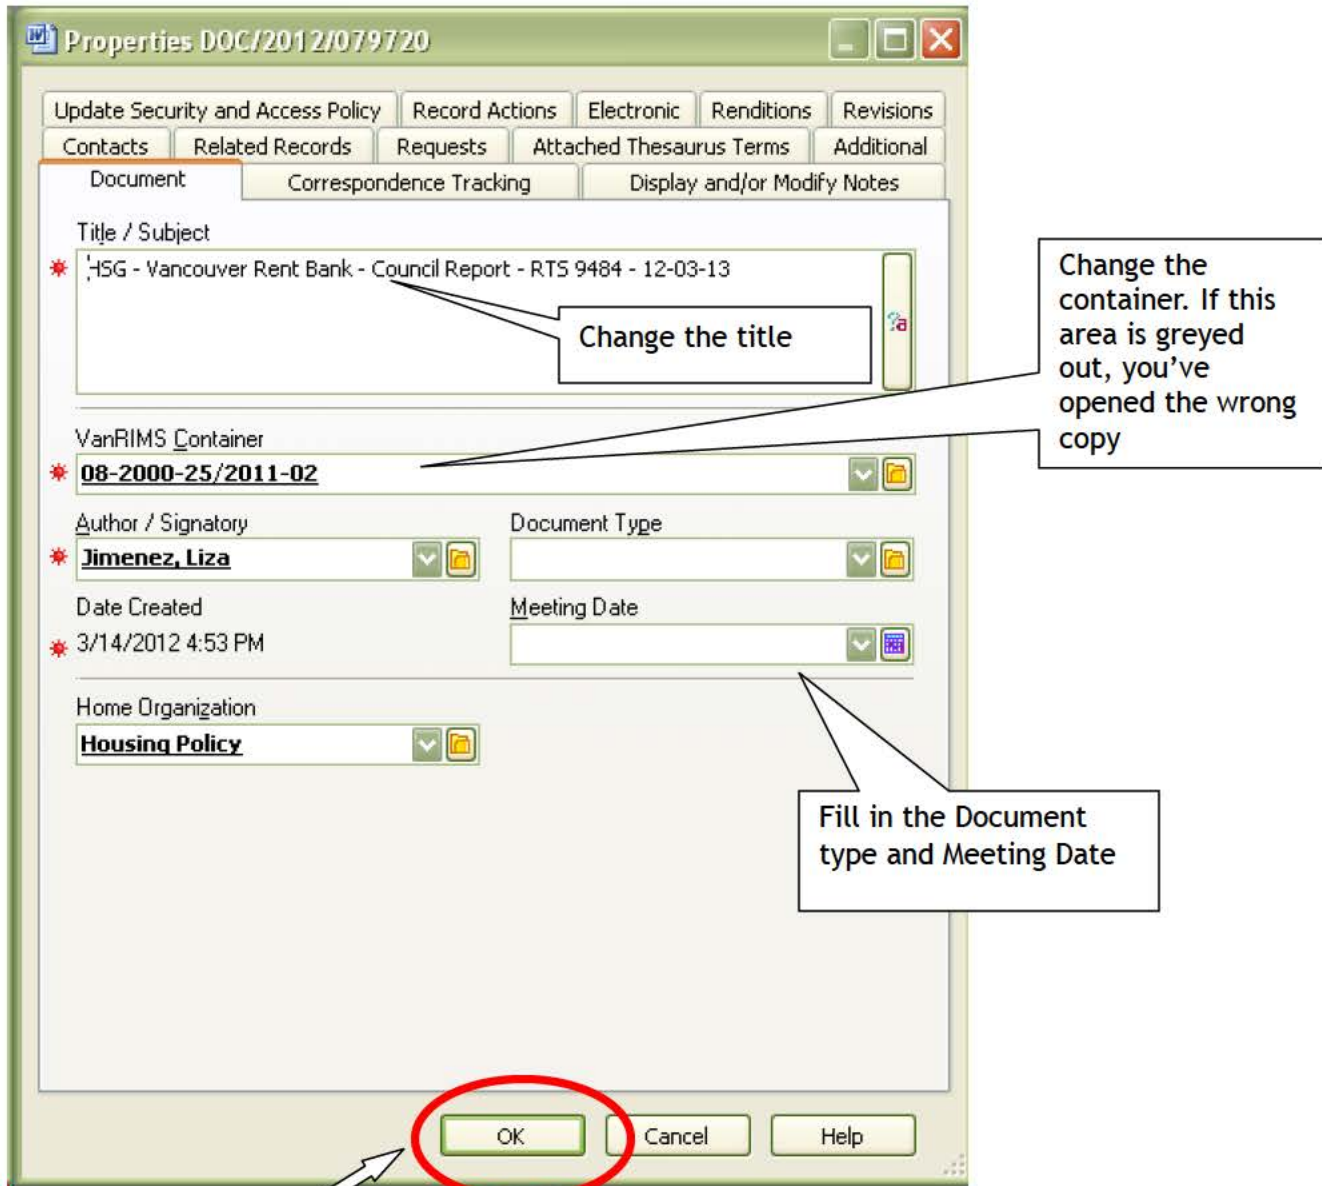 Properties DOC/2012/079720
Update Security and Access Policy Record Actions Electronic Renditions Revisions
Contacts Related Records Requests Attached Thesaurus Terms Additional
Document Correspondence Tracking Display and/or Modify Notes
Title / Subject
HSG - Vancouver Rent Bank - Council Report - RTS 9484 - 12-03-13
Change the title
Change the
container. If this
area is greyed
out, you've
opened the wrong
copy
VanRIMS Container
08-2000-25/2011-02
Author / Signatory Document Type
Jimenez, Liza
Date Created Meeting Date
3/14/2012 4:53 PM
Home Organization
Housing Policy
Fill in the Document
type and Meeting Date
OK Cancel Help